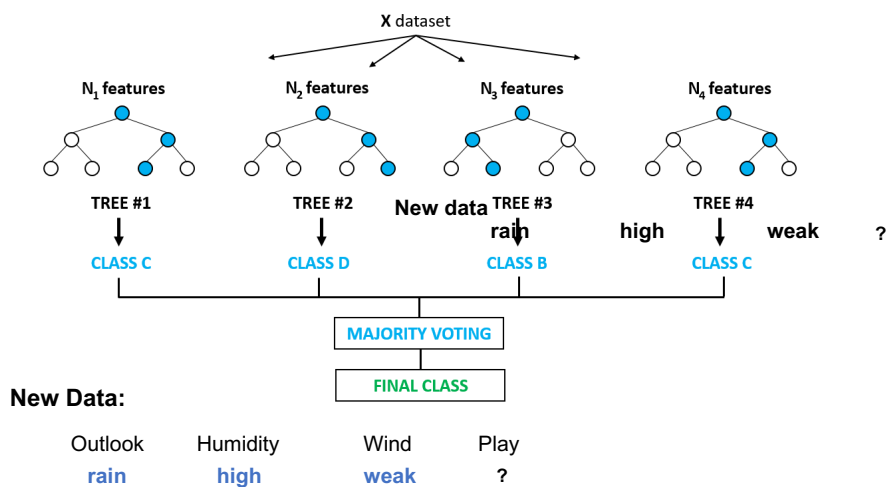 X dataset
N1 features N2 features N3 features N4 features
TREE #1 TREE #2 TREE #3 TREE #4
New data
rain high weak ?
CLASS C CLASS D CLASS B CLASS C
MAJORITY VOTING
FINAL CLASS
New Data:
Outlook Humidity Wind Play
rain high weak ?